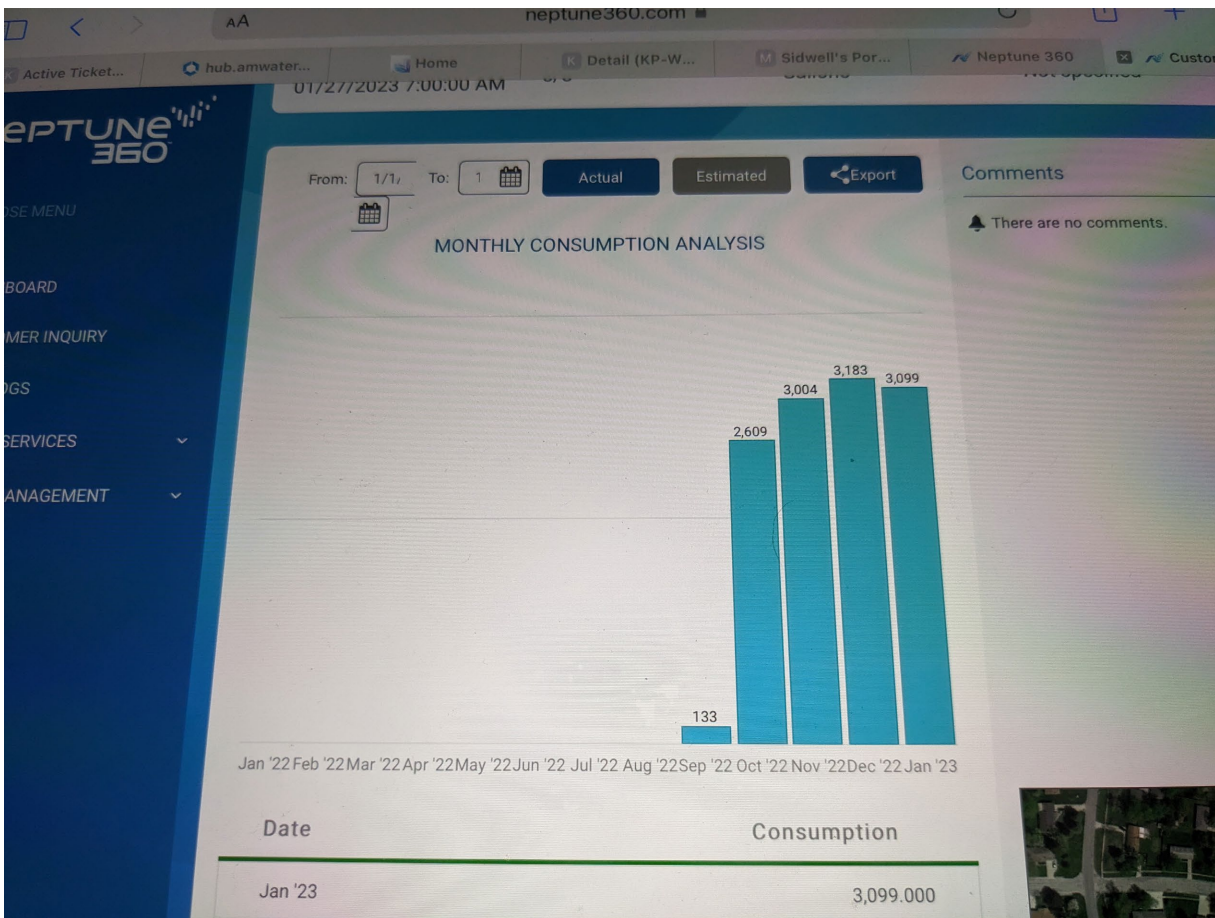 AA
neptune360.com
Active Ticket...
hub.amwater...
Home
Detail (KP-W...
Sidwell's Por...
Neptune 360
Custo
01/27/2023 7:00:00 AM
EPTUNE
360
OSE MENU
BOARD
MER INQUIRY
OGS
SERVICES
ANAGEMENT
From: 1/1/ To: 1 Actual Estimated Export
Comments
There are no comments.
MONTHLY CONSUMPTION ANALYSIS
3,183
3,099
3,004
2,609
133
Jan '22 Feb '22 Mar '22 Apr '22 May '22 Jun '22 Jul '22 Aug '22 Sep '22 Oct '22 Nov '22 Dec '22 Jan '23
Date Consumption
Jan '23 3,099.000